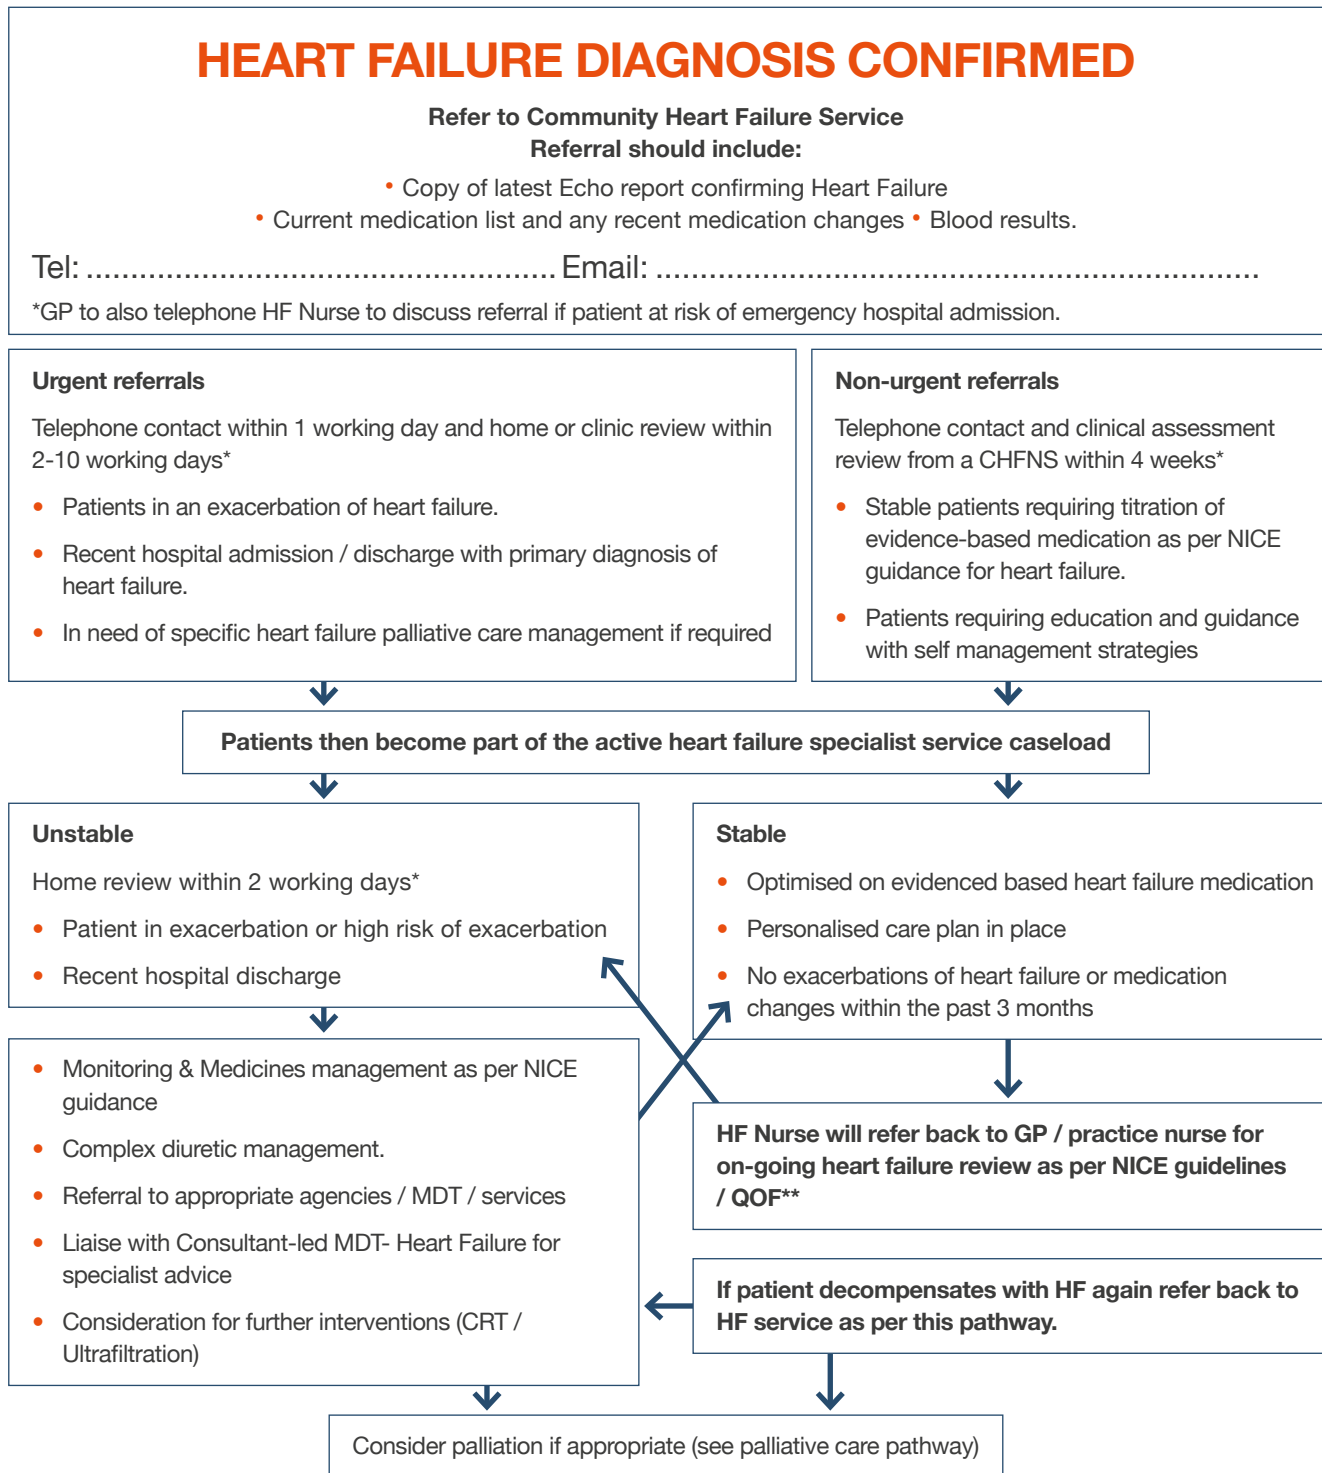 HEART FAILURE DIAGNOSIS CONFIRMED
Refer to Community Heart Failure Service
Referral should include:
• Copy of latest Echo report confirming Heart Failure
• Current medication list and any recent medication changes • Blood results.
Tel: ..................................................... Email: ....................................................................
*GP to also telephone HF Nurse to discuss referral if patient at risk of emergency hospital admission.
Urgent referrals
Telephone contact within 1 working day and home or clinic review within
2-10 working days*
• Patients in an exacerbation of heart failure.
• Recent hospital admission / discharge with primary diagnosis of
heart failure.
• In need of specific heart failure palliative care management if required
Non-urgent referrals
Telephone contact and clinical assessment
review from a CHFNS within 4 weeks*
• Stable patients requiring titration of
evidence-based medication as per NICE
guidance for heart failure.
• Patients requiring education and guidance
with self management strategies
Patients then become part of the active heart failure specialist service caseload
Unstable
Home review within 2 working days*
• Patient in exacerbation or high risk of exacerbation
• Recent hospital discharge
Stable
• Optimised on evidenced based heart failure medication
• Personalised care plan in place
• No exacerbations of heart failure or medication
changes within the past 3 months
• Monitoring & Medicines management as per NICE
guidance
• Complex diuretic management.
• Referral to appropriate agencies / MDT / services
• Liaise with Consultant-led MDT- Heart Failure for
specialist advice
• Consideration for further interventions (CRT /
Ultrafiltration)
HF Nurse will refer back to GP / practice nurse for
on-going heart failure review as per NICE guidelines
/ QOF**
If patient decompensates with HF again refer back to
HF service as per this pathway.
Consider palliation if appropriate (see palliative care pathway)